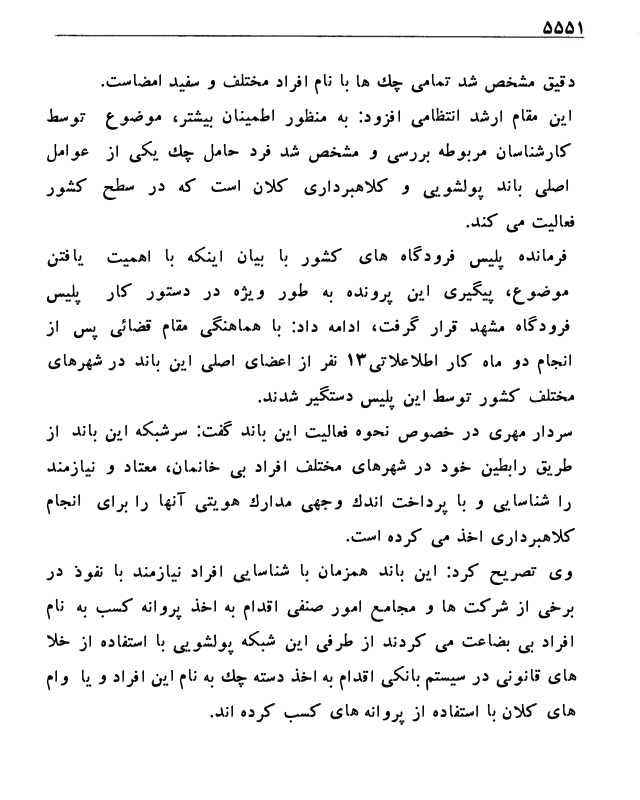 ۵۵۵۱
دقیق مشخص شد تمامی چك ها با نام افراد مختلف و سفید امضاست.
این مقام ارشد انتظامی افزود: به منظور اطمینان بیشتر، موضوع توسط
کارشناسان مربوطه بررسی و مشخص شد فرد حامل چك یکی از عوامل
اصلی باند پولشویی و کلاهبرداری کلان است که در سطح کشور
فعالیت می کند.
فرمانده پلیس فرودگاه های کشور با بیان اینکه با اهمیت یافتن
موضوع، پیگیری این پرونده به طور ویژه در دستور کار پلیس
فرودگاه مشهد قرار گرفت، ادامه داد: با هماهنگی مقام قضائی پس از
انجام دو ماه کار اطلاعلاتی۱۳ نفر از اعضای اصلی این باند در شهرهای
مختلف کشور توسط این پلیس دستگیر شدند.
سردار مهری در خصوص نحوه فعالیت این باند گفت: سرشبکه این باند از
طریق رابطین خود در شهرهای مختلف افراد بی خانمان، معتاد و نیازمند
را شناسایی و با پرداخت اندك وجهی مدارك هویتی آنها را برای انجام
کلاهبرداری اخذ می کرده است.
وی تصریح کرد: این باند همزمان با شناسایی افراد نیازمند با نفوذ در
برخی از شرکت ها و مجامع امور صنفی اقدام به اخذ پروانه کسب به نام
افراد بی بضاعت می کردند از طرفی این شبکه پولشویی با استفاده از خلا
های قانونی در سیستم بانکی اقدام به اخذ دسته چك به نام این افراد و یا وام
های کلان با استفاده از پروانه های کسب کرده اند.